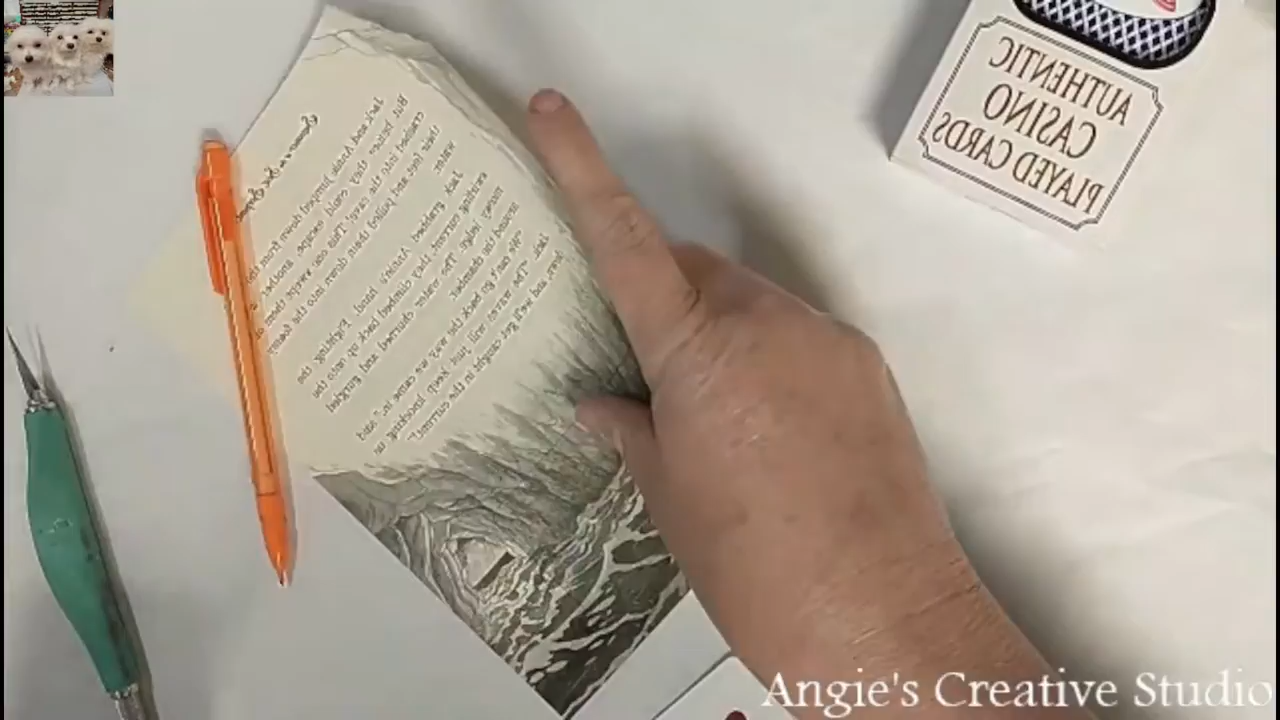 AUTHENTIC
CASINO
PLAYED CARDS
Jack and Annie jumped down from the
But before they could escape, another
crashed into the cave! This one swept them
their feet and pulled them down into the foamy
water.
Jack grabbed Annie's hand. Fighting the
current, they climbed back up onto the
ledge. The water churned and gurgled
around the chamber.
"We can't go back the way we came in," said
Jack. "The waves will just keep knocking us
down, and we'll get caught in the current."
Angie's Creative Studio